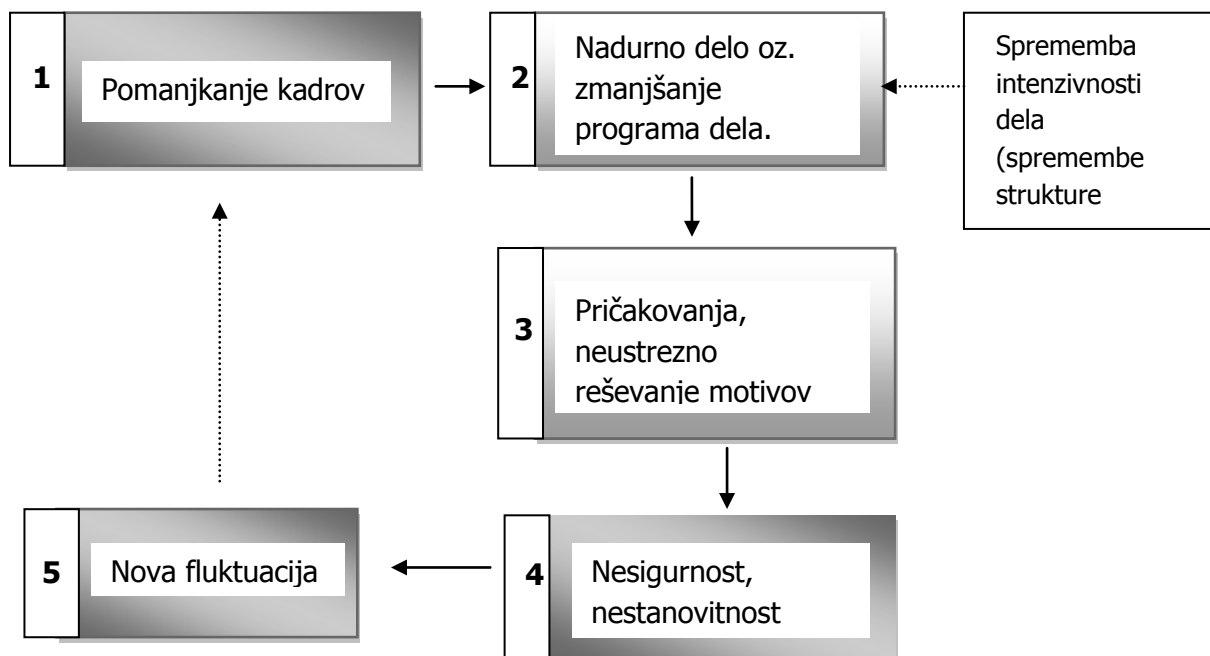 1
Pomanjkanje kadrov
2
Nadurno delo oz.
zmanjšanje
programa dela.
Sprememba
intenzivnosti
dela
(spremembe
strukture
3
Pričakovanja,
neustrezno
reševanje motivov
4
Nesigurnost,
nestanovitnost
5
Nova fluktuacija